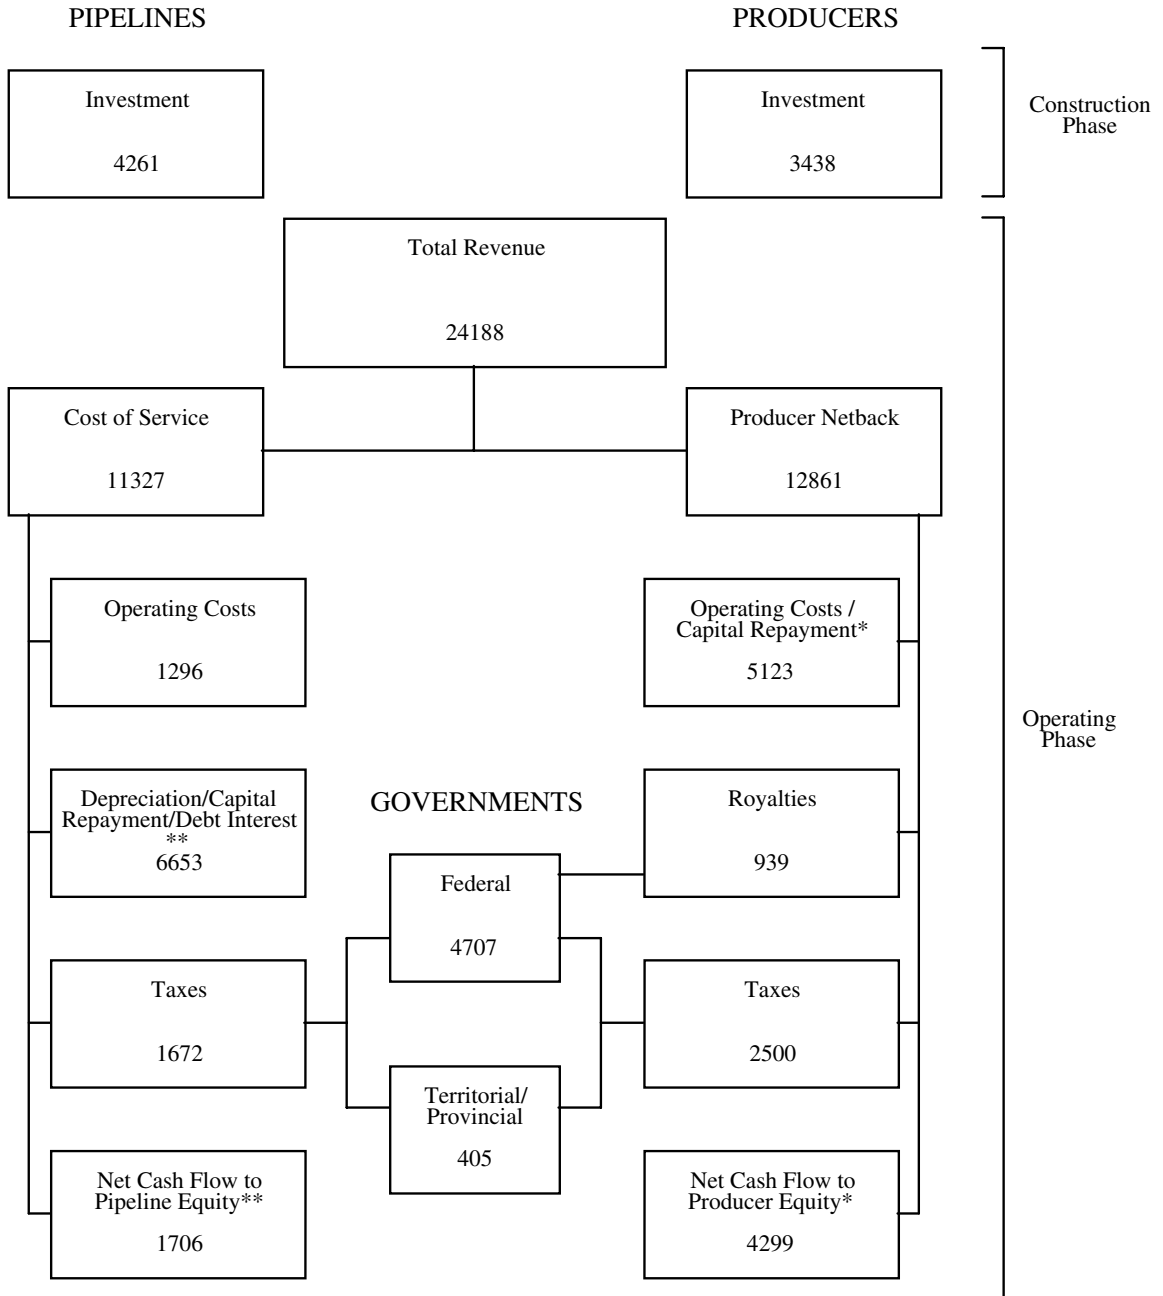 PIPELINES
PRODUCERS
Investment
4261
Investment
3438
Construction
Phase
Total Revenue
24188
Cost of Service
11327
Producer Netback
12861
Operating Costs
1296
Operating Costs /
Capital Repayment*
5123
Operating
Phase
Depreciation/Capital
Repayment/Debt Interest
**
6653
GOVERNMENTS
Royalties
939
Federal
4707
Taxes
1672
Taxes
2500
Territorial/
Provincial
405
Net Cash Flow to
Pipeline Equity**
1706
Net Cash Flow to
Producer Equity*
4299